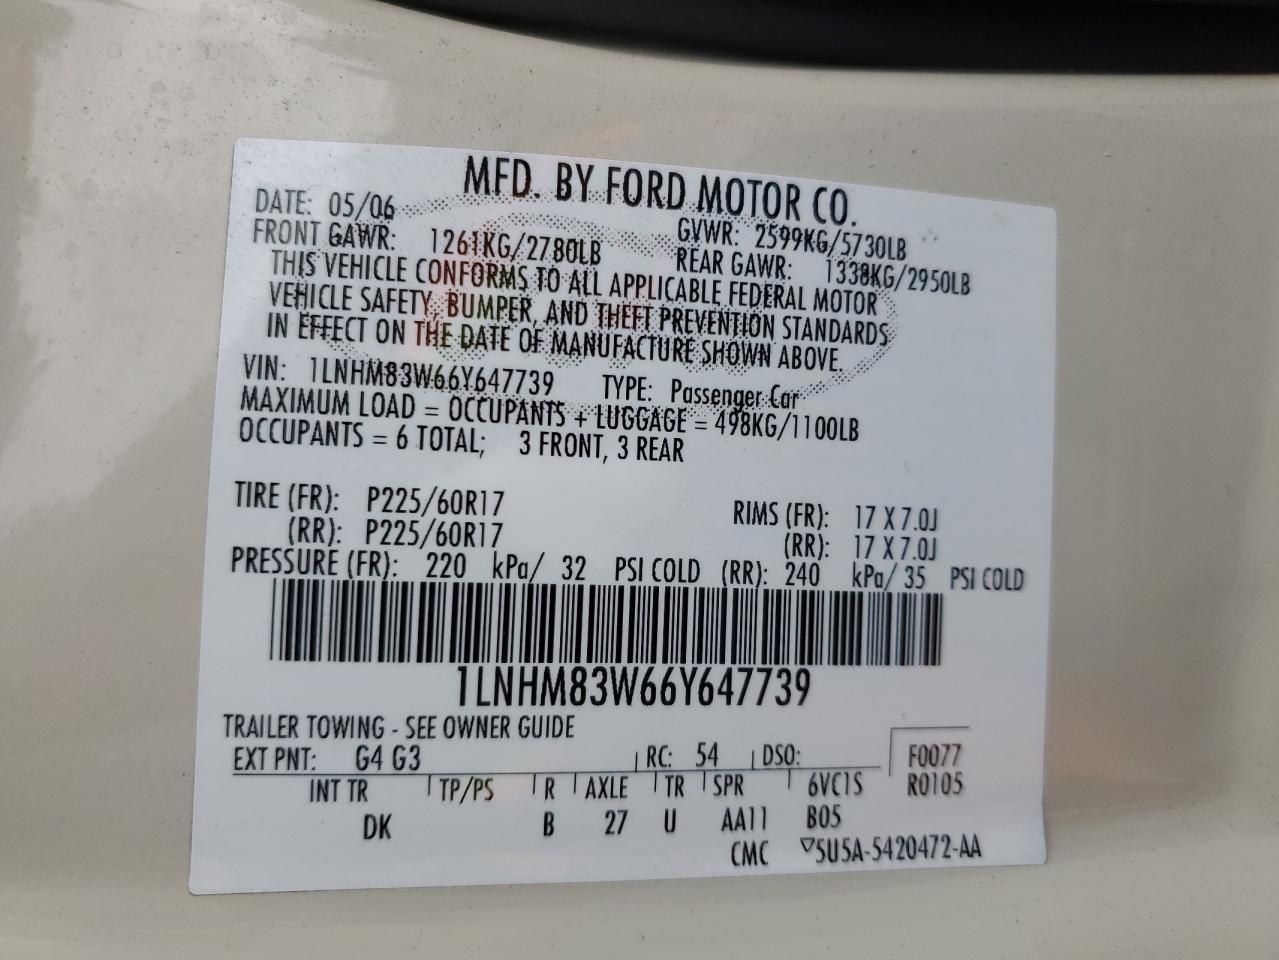 MFD. BY FORD MOTOR CO.
DATE: 05/06 GVWR: 2599KG/5730LB
FRONT GAWR: 1261KG/2780LB REAR GAWR: 1338KG/2950LB
THIS VEHICLE CONFORMS TO ALL APPLICABLE FEDERAL MOTOR
VEHICLE SAFETY, BUMPER, AND THEFT PREVENTION STANDARDS
IN EFFECT ON THE DATE OF MANUFACTURE SHOWN ABOVE.
VIN: 1LNHM83W66Y647739 TYPE: Passenger Car
MAXIMUM LOAD = OCCUPANTS + LUGGAGE = 498KG/1100LB
OCCUPANTS = 6 TOTAL; 3 FRONT, 3 REAR
TIRE (FR): P225/60R17 RIMS (FR): 17 X 7.0J
(RR): P225/60R17 (RR): 17 X 7.0J
PRESSURE (FR): 220 kPa/ 32 PSI COLD (RR): 240 kPa/ 35 PSI COLD
1LNHM83W66Y647739
TRAILER TOWING - SEE OWNER GUIDE
EXT PNT: G4 G3 RC: 54 DSO: F0077
INT TR TP/PS R AXLE TR SPR 6VC1S R0105
DK B 27 U AA11 B05
CMC ▽5U5A-5420472-AA